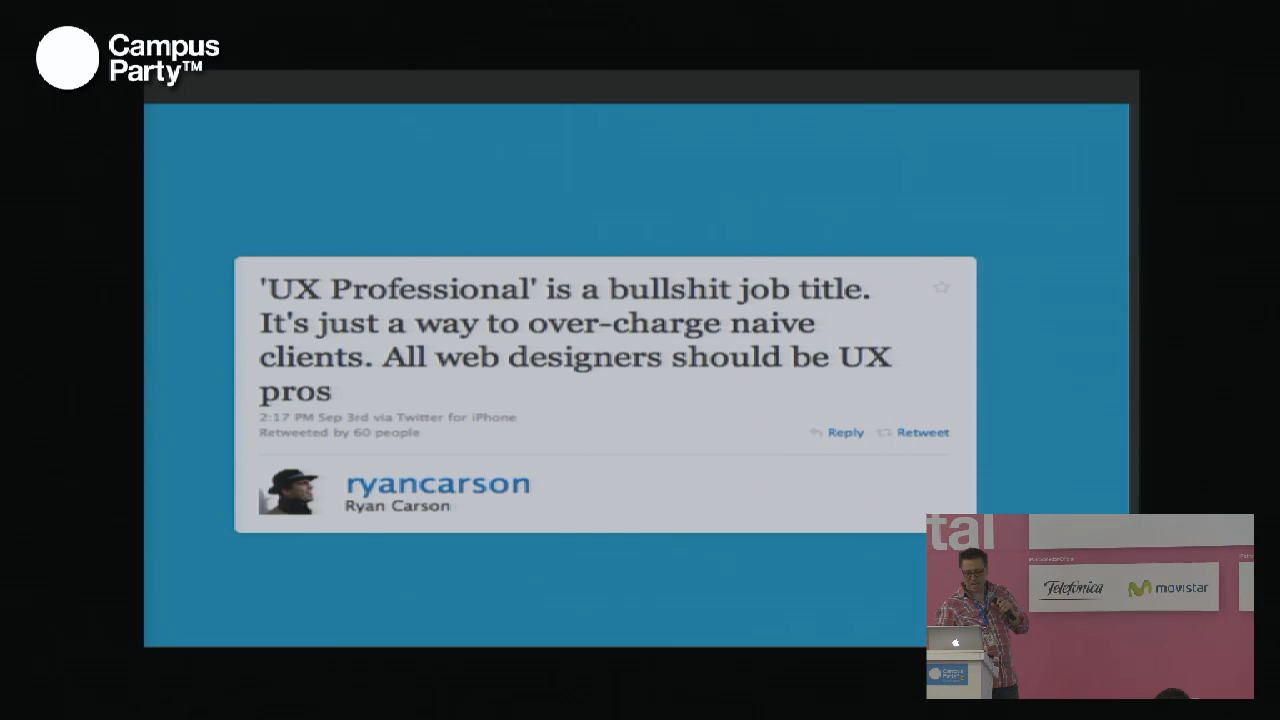 Campus
Party™
'UX Professional' is a bullshit job title.
It's just a way to over-charge naive
clients. All web designers should be UX
pros
2:17 PM Sep 3rd via Twitter for iPhone
Retweeted by 60 people
Reply Retweet
ryancarson
Ryan Carson
tal
Telefónica movistar
Campus
Party